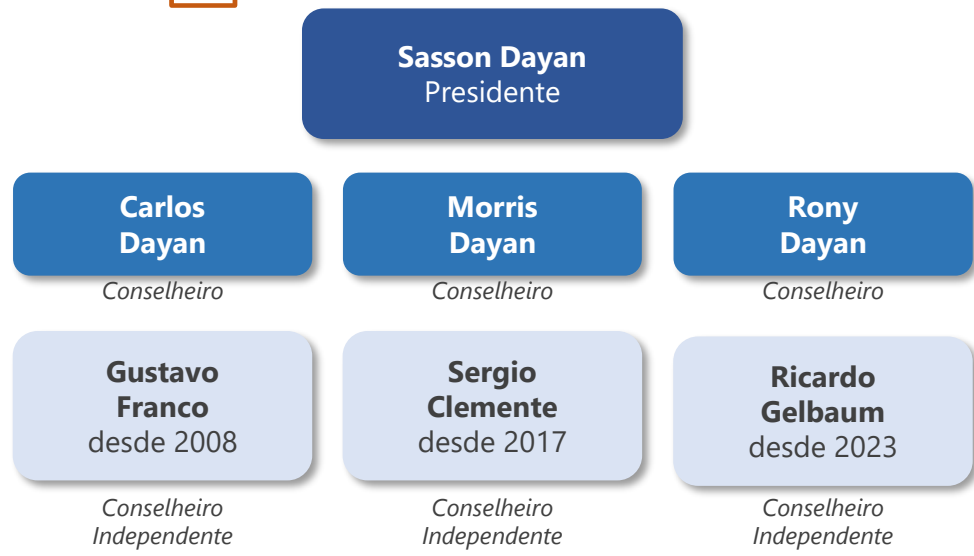 Sasson Dayan
Presidente
Carlos
Dayan
Conselheiro
Morris
Dayan
Conselheiro
Rony
Dayan
Conselheiro
Gustavo
Franco
desde 2008
Conselheiro
Independente
Sergio
Clemente
desde 2017
Conselheiro
Independente
Ricardo
Gelbaum
desde 2023
Conselheiro
Independente